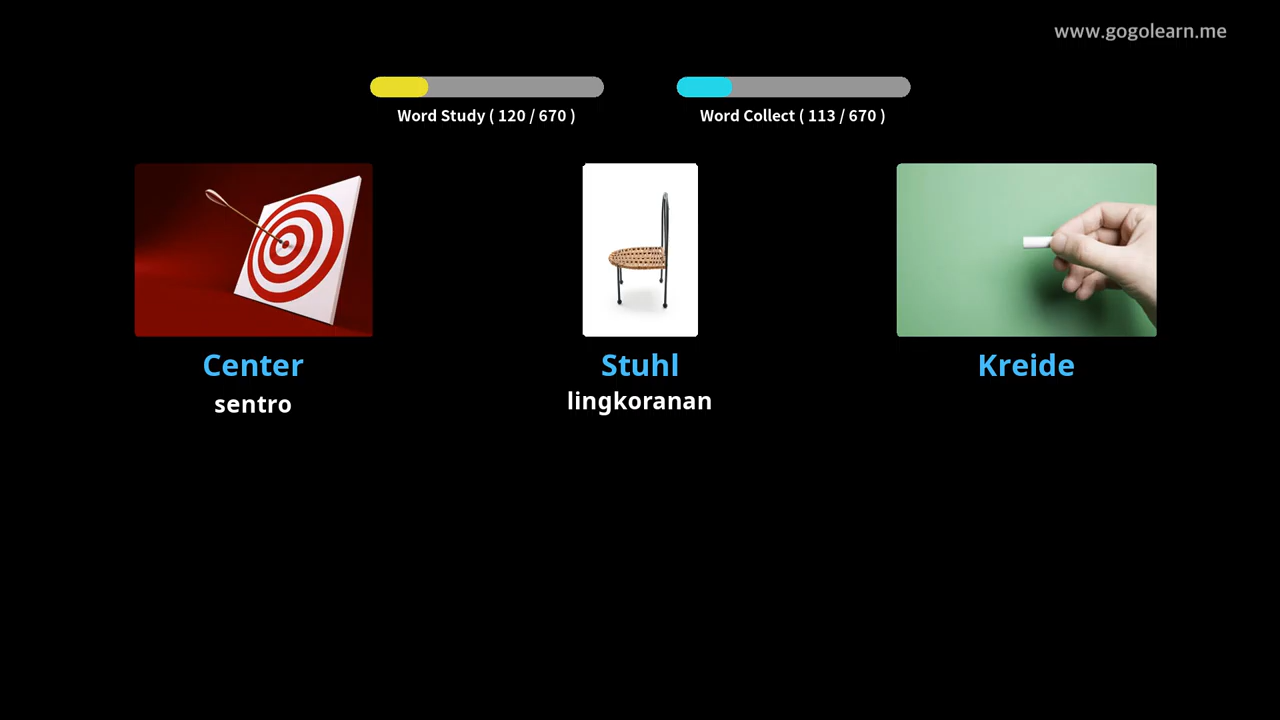 www.gogolearn.me
Word Study ( 120 / 670 )
Word Collect ( 113 / 670 )
Center
Stuhl
Kreide
sentro
lingkoranan